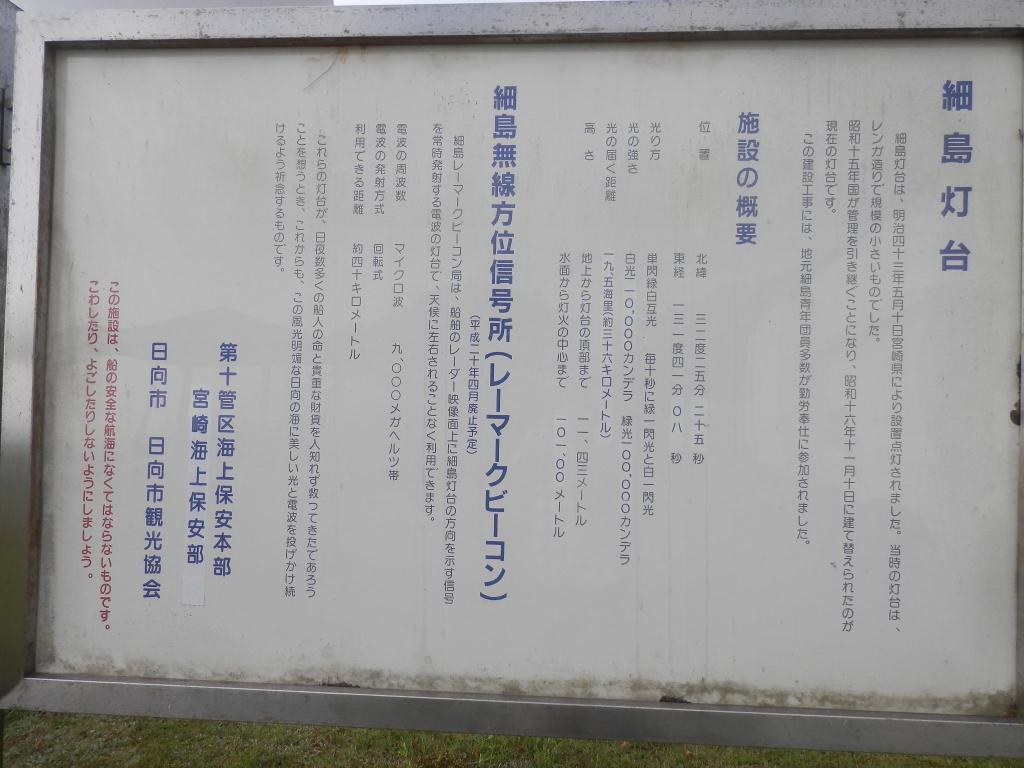 細島灯台
細島灯台は、明治四十三年五月十日宮崎県により設置点灯されました。当時の灯台は、
レンガ造りで規模の小さいものでした。
昭和十五年国が管理を引き継ぐことになり、昭和十六年十一月十日に建て替えられたのが
現在の灯台です。
この建設工事には、地元細島青年団員多数が勤労奉仕に参加されました。
施設の概要
位置 北緯 三二度二五分 二十五 秒
東経 一三一度四一分 〇八 秒
光り方 単閃緑白互光 毎十秒に緑一閃光と白一閃光
光の強さ 白光一一〇,〇〇〇カンデラ 緑光一〇〇,〇〇〇カンデラ
光の届く距離 一九、五海里(約三十六キロメートル)
高さ 地上から灯台の頂部まで 一一、四三メートル
水面から灯火の中心まで 一〇一、〇〇メートル
細島無線方位信号所(レーマークビーコン)
(平成二十年四月廃止予定)
細島レーマークビーコン局は、船舶のレーダー映像面上に細島灯台の方向を示す信号
を常時発射する電波の灯台で、天候に左右されることなく利用できます。
電波の周波数 マイクロ波 九、〇〇〇メガヘルツ帯
電波の発射方式 回転式
利用できる距離 約四十キロメートル
これらの灯台が、日夜数多くの船人の命と貴重な財貨を人知れず救ってきたであろう
ことを想うとき、これからも、この風光明媚な日向の海に美しい光と電波を投げかけ続
けるよう祈念するものです。
第十管区海上保安本部
宮崎海上保安部
日向市 日向市観光協会
この施設は、船の安全な航海になくてはならないものです。
こわしたり、よごしたりしないようにしましょう。